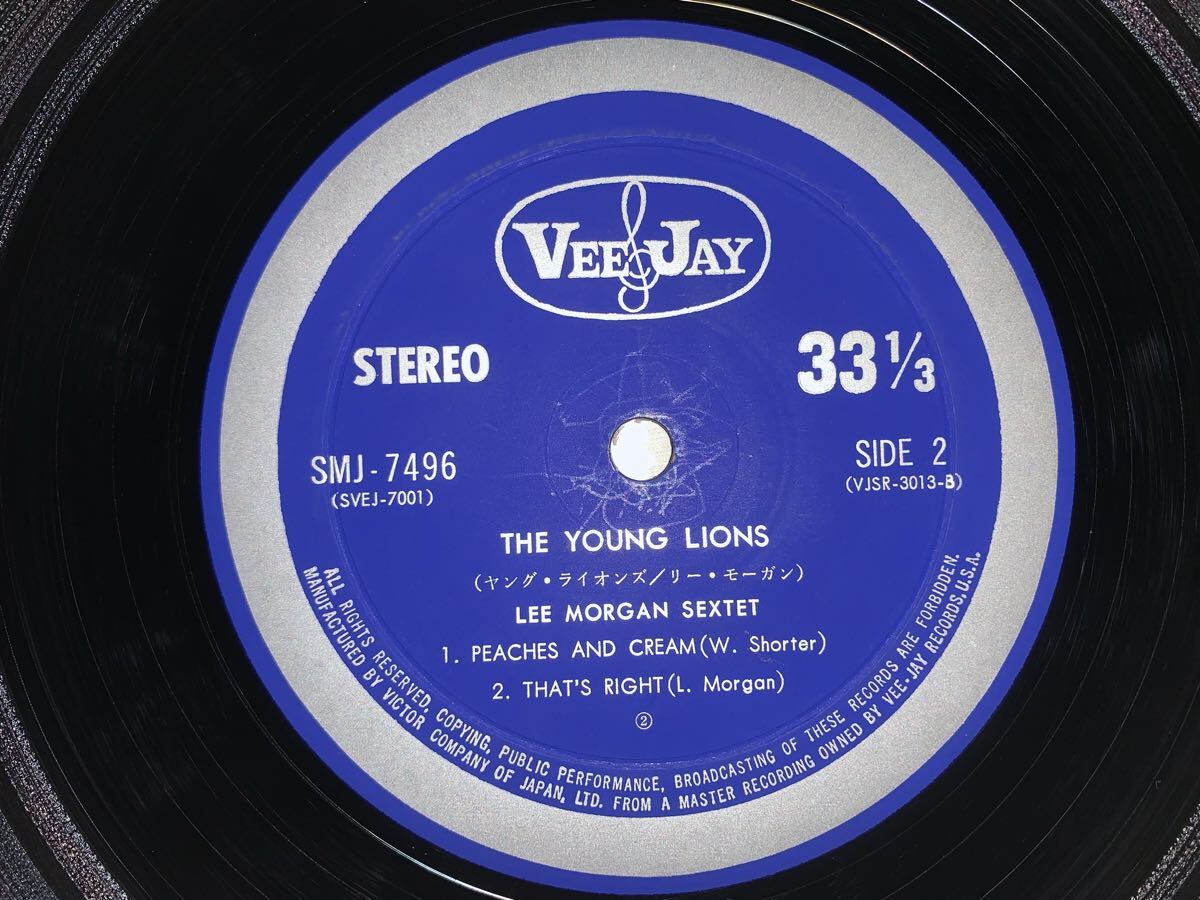 VEE JAY
STEREO
33 1/3
SMJ-7496
(SVEJ-7001)
SIDE 2
(VJSR-3013-B)
THE YOUNG LIONS
(ヤング・ライオンズ/リー・モーガン)
LEE MORGAN SEXTET
1. PEACHES AND CREAM (W. Shorter)
2. THAT'S RIGHT (L. Morgan)
②
ALL RIGHTS RESERVED, COPYING, PUBLIC PERFORMANCE, BROADCASTING OF THESE RECORDS ARE FORBIDDEN.
MANUFACTURED BY VICTOR COMPANY OF JAPAN, LTD. FROM A MASTER RECORDING OWNED BY VEE-JAY RECORDS, U.S.A.